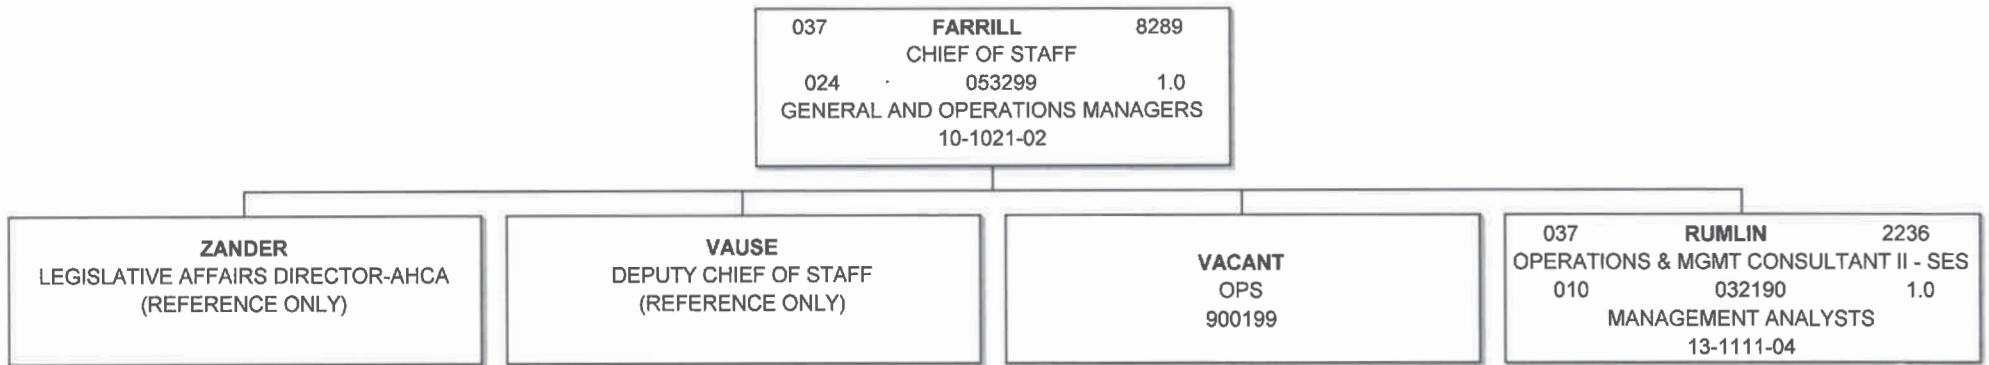 037 FARRILL 8289
CHIEF OF STAFF
024 053299 1.0
GENERAL AND OPERATIONS MANAGERS
10-1021-02
ZANDER
LEGISLATIVE AFFAIRS DIRECTOR-AHCA
(REFERENCE ONLY)
VAUSE
DEPUTY CHIEF OF STAFF
(REFERENCE ONLY)
VACANT
OPS
900199
037 RUMLIN 2236
OPERATIONS & MGMT CONSULTANT II - SES
010 032190 1.0
MANAGEMENT ANALYSTS
13-1111-04